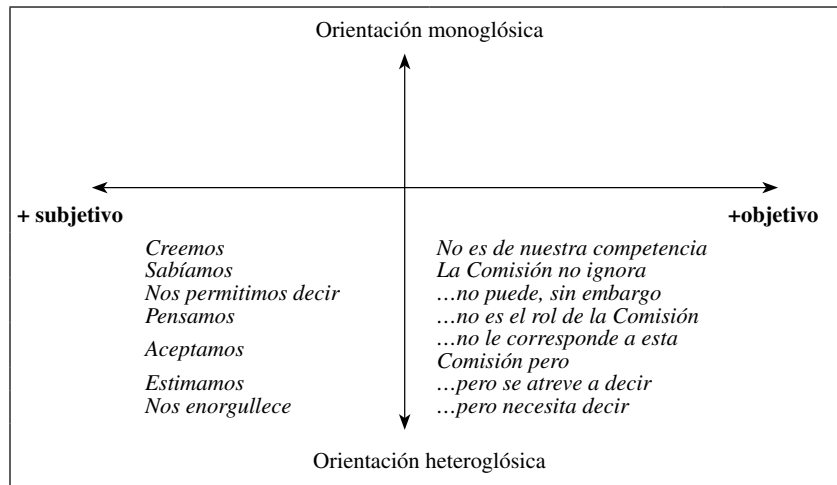 Orientación monoglósica
+ subjetivo
+objetivo
Creemos
Sabíamos
Nos permitimos decir
Pensamos
Aceptamos
Estimamos
Nos enorgullece
No es de nuestra competencia
La Comisión no ignora
…no puede, sin embargo
…no es el rol de la Comisión
…no le corresponde a esta
Comisión pero
…pero se atreve a decir
…pero necesita decir
Orientación heteroglósica